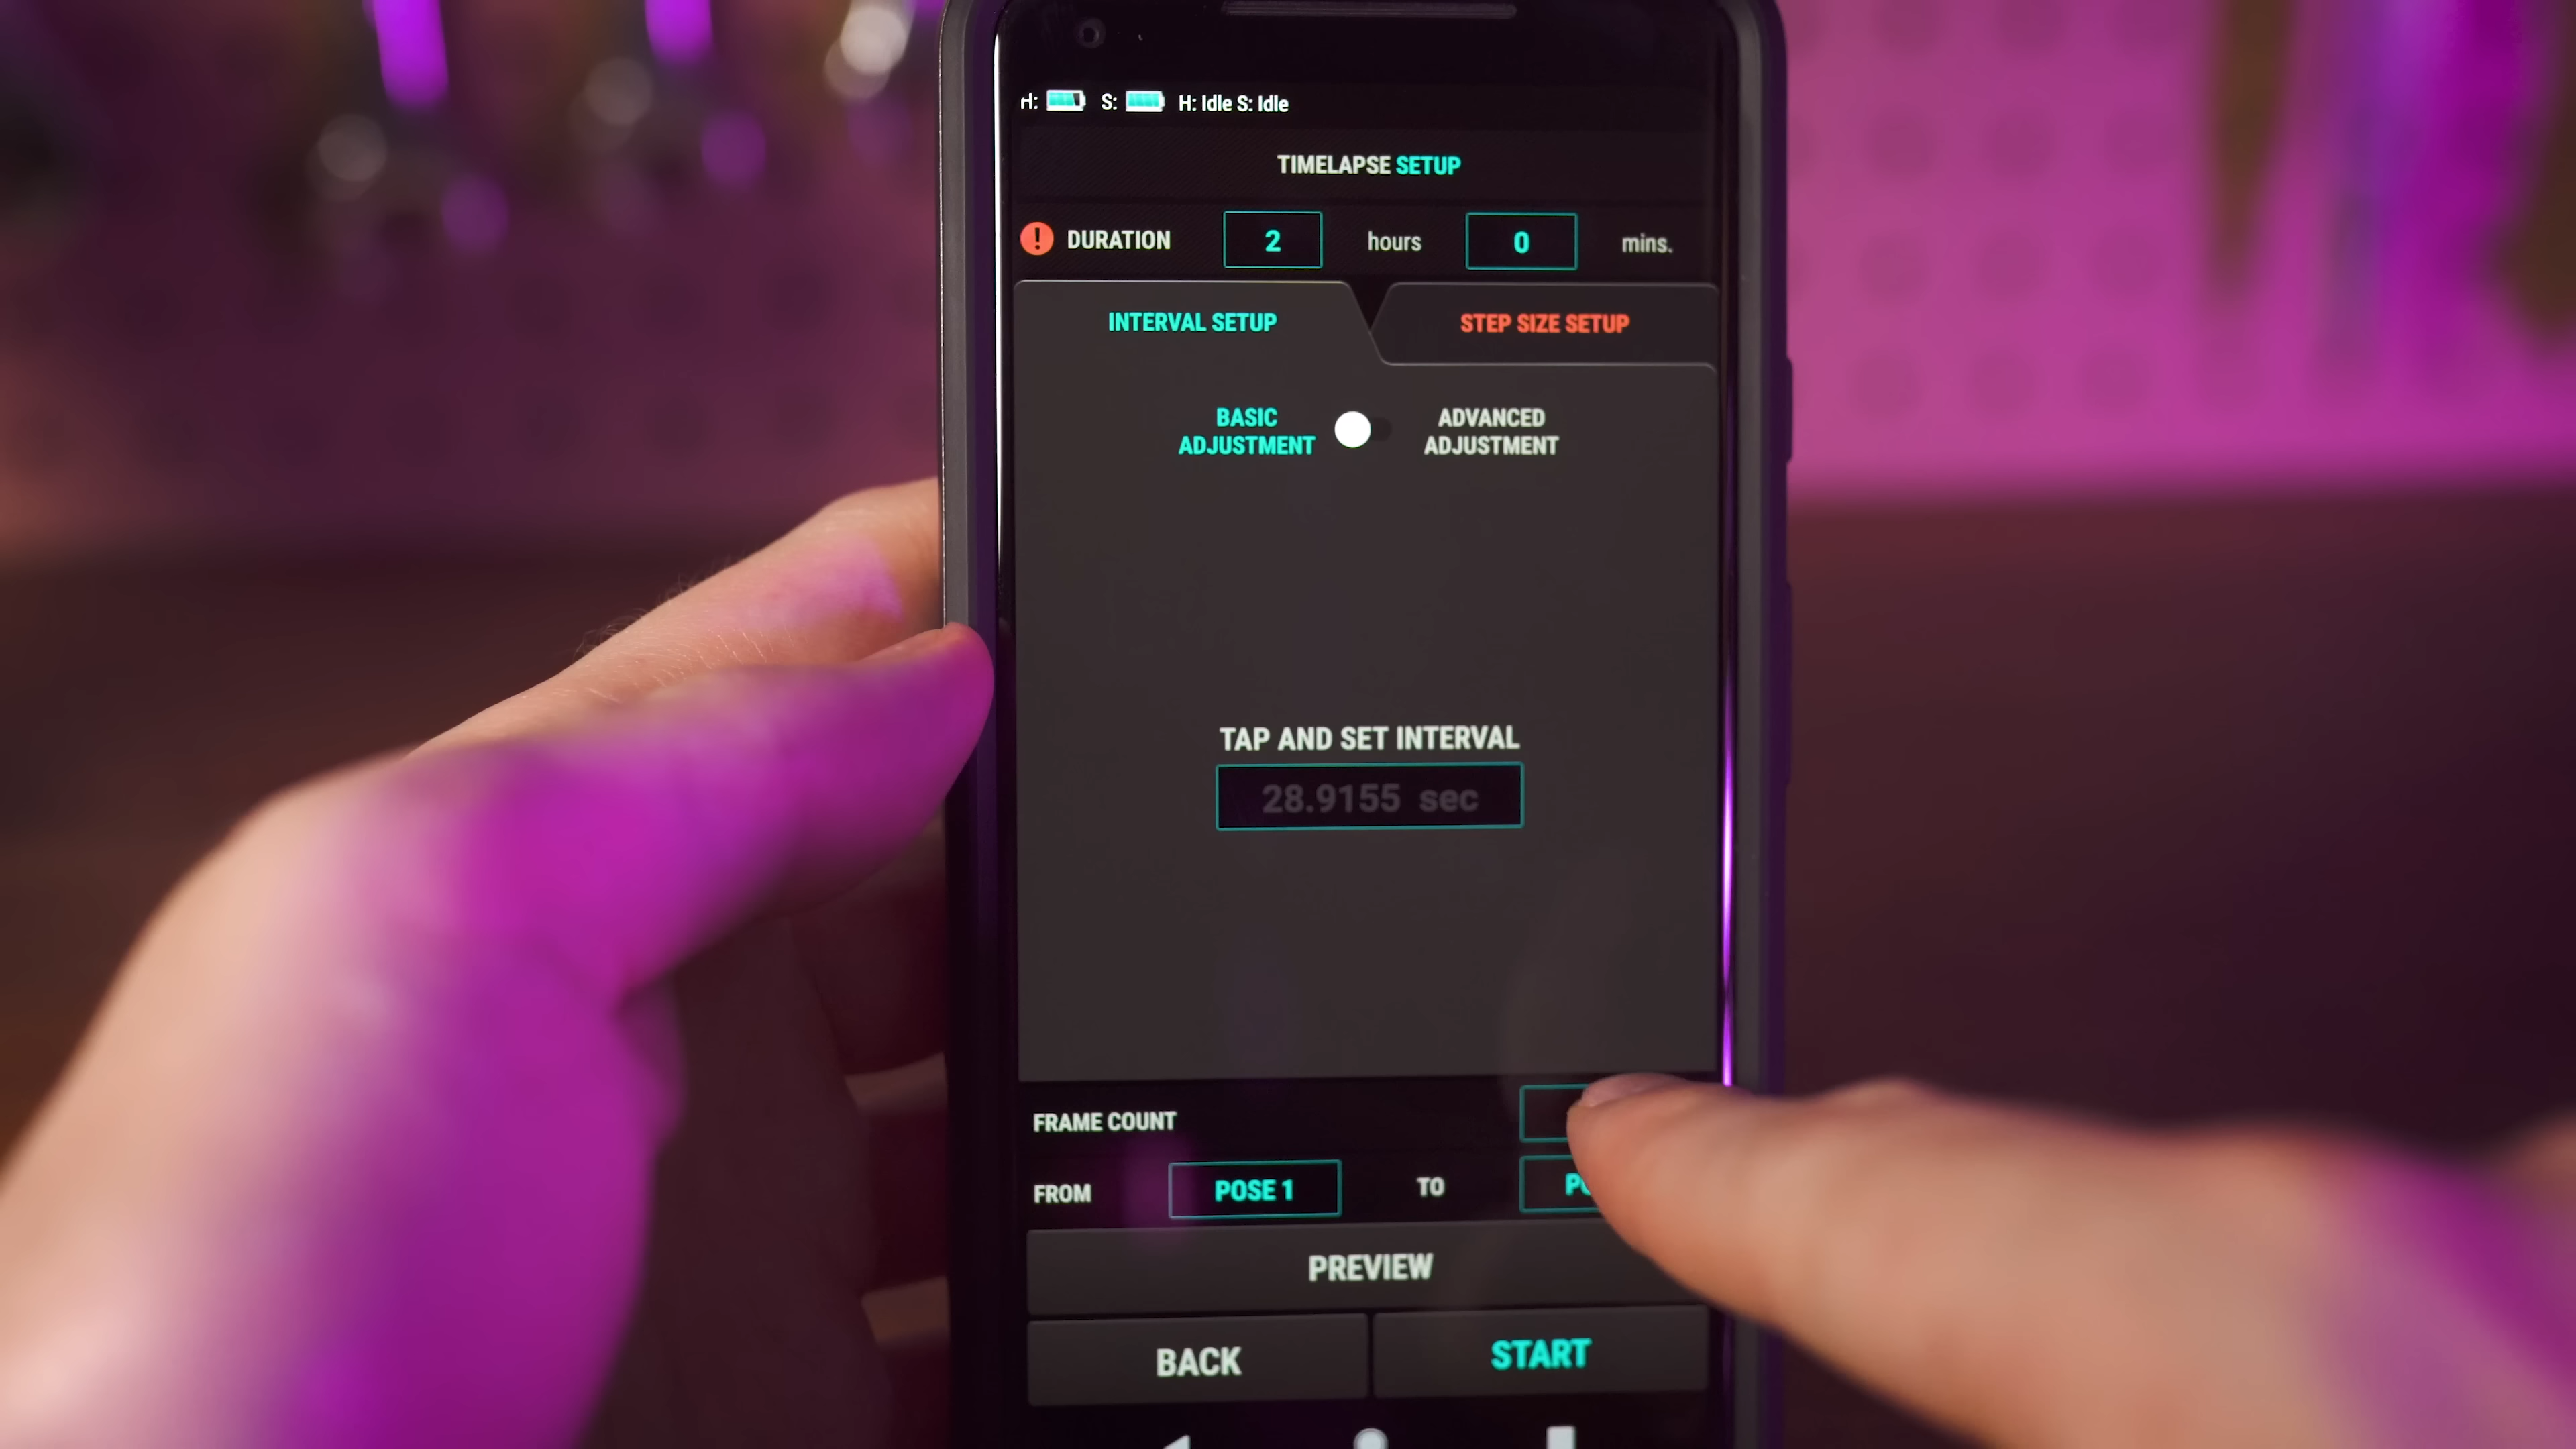 H: S: H: Idle S: Idle
TIMELAPSE SETUP
! DURATION 2 hours 0 mins.
INTERVAL SETUP STEP SIZE SETUP
BASIC ADJUSTMENT ADVANCED ADJUSTMENT
TAP AND SET INTERVAL
28.9155 sec
FRAME COUNT
FROM POSE 1 TO
PREVIEW
BACK START